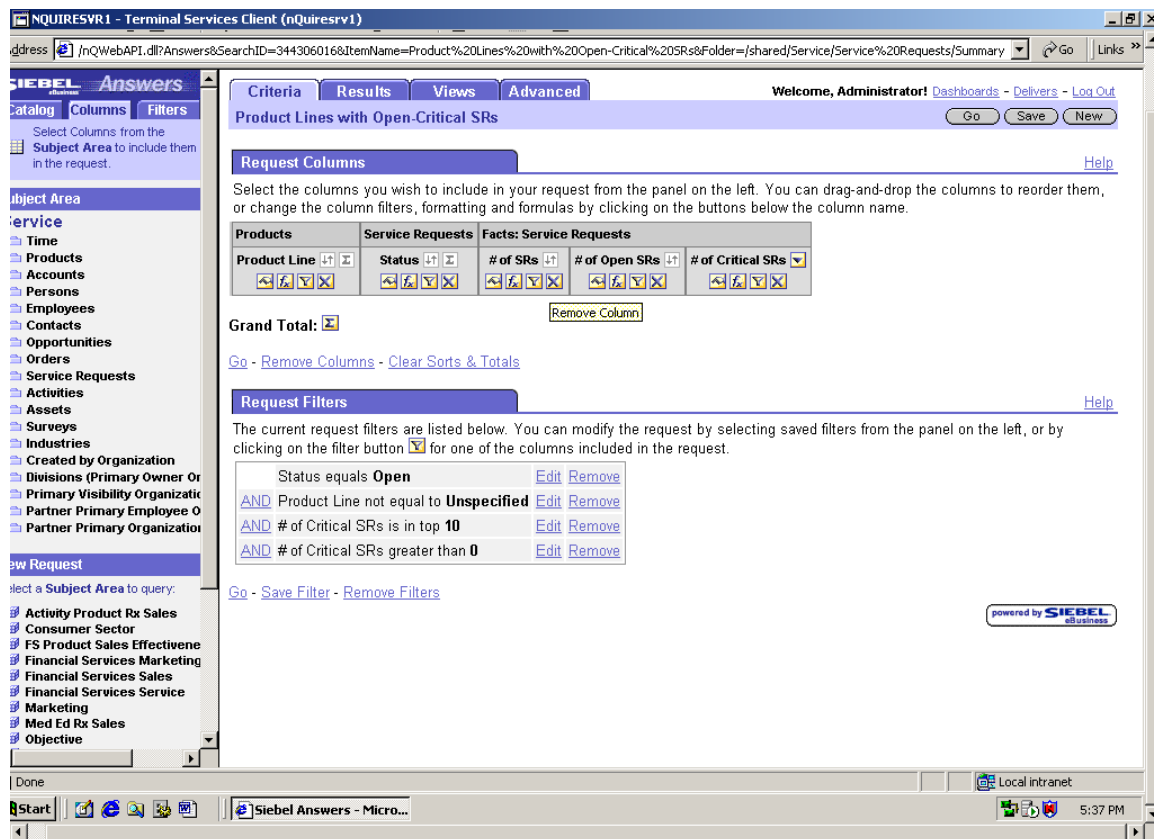 NQUIRESVR1 - Terminal Services Client (nQuiresrv1)
ddress /nQWebAPI.dll?Answers&SearchID=344306016&ItemName=Product%20Lines%20with%20Open-Critical%20SRs&Folder=/shared/Service/Service%20Requests/Summary Go Links »
SIEBEL Answers
eBusiness
Catalog Columns Filters
Select Columns from the
Subject Area to include them
in the request.
ubject Area
Service
Time
Products
Accounts
Persons
Employees
Contacts
Opportunities
Orders
Service Requests
Activities
Assets
Surveys
Industries
Created by Organization
Divisions (Primary Owner Or
Primary Visibility Organizatio
Partner Primary Employee O
Partner Primary Organization
ew Request
elect a Subject Area to query:
Activity Product Rx Sales
Consumer Sector
FS Product Sales Effectivene
Financial Services Marketing
Financial Services Sales
Financial Services Service
Marketing
Med Ed Rx Sales
Objective
Criteria Results Views Advanced
Welcome, Administrator! Dashboards - Delivers - Log Out
Product Lines with Open-Critical SRs
Go Save New
Request Columns Help
Select the columns you wish to include in your request from the panel on the left. You can drag-and-drop the columns to reorder them,
or change the column filters, formatting and formulas by clicking on the buttons below the column name.
Products Service Requests Facts: Service Requests
Product Line Σ Status Σ # of SRs # of Open SRs # of Critical SRs
fx fx fx fx fx
Remove Column
Grand Total: Σ
Go - Remove Columns - Clear Sorts & Totals
Request Filters Help
The current request filters are listed below. You can modify the request by selecting saved filters from the panel on the left, or by
clicking on the filter button for one of the columns included in the request.
Status equals Open Edit Remove
AND Product Line not equal to Unspecified Edit Remove
AND # of Critical SRs is in top 10 Edit Remove
AND # of Critical SRs greater than 0 Edit Remove
Go - Save Filter - Remove Filters
powered by SIEBEL
eBusiness
Done
Local intranet
Start
Siebel Answers - Micro...
5:37 PM